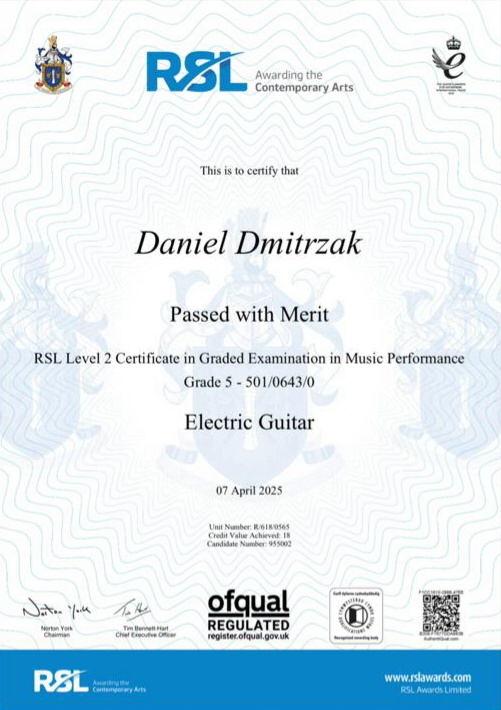 RSL
Awarding the
Contemporary Arts
This is to certify that
Daniel Dmitrzak
Passed with Merit
RSL Level 2 Certificate in Graded Examination in Music Performance
Grade 5 - 501/0643/0
Electric Guitar
07 April 2025
Unit Number: R/618/0565
Credit Value Achieved: 18
Candidate Number: 955002
Norton York
Chairman
Tim Bennett-Hart
Chief Executive Officer
ofqual
REGULATED
register.ofqual.gov.uk
Recognised awarding body
RSL
Awarding the
Contemporary Arts
www.rslawards.com
RSL Awards Limited